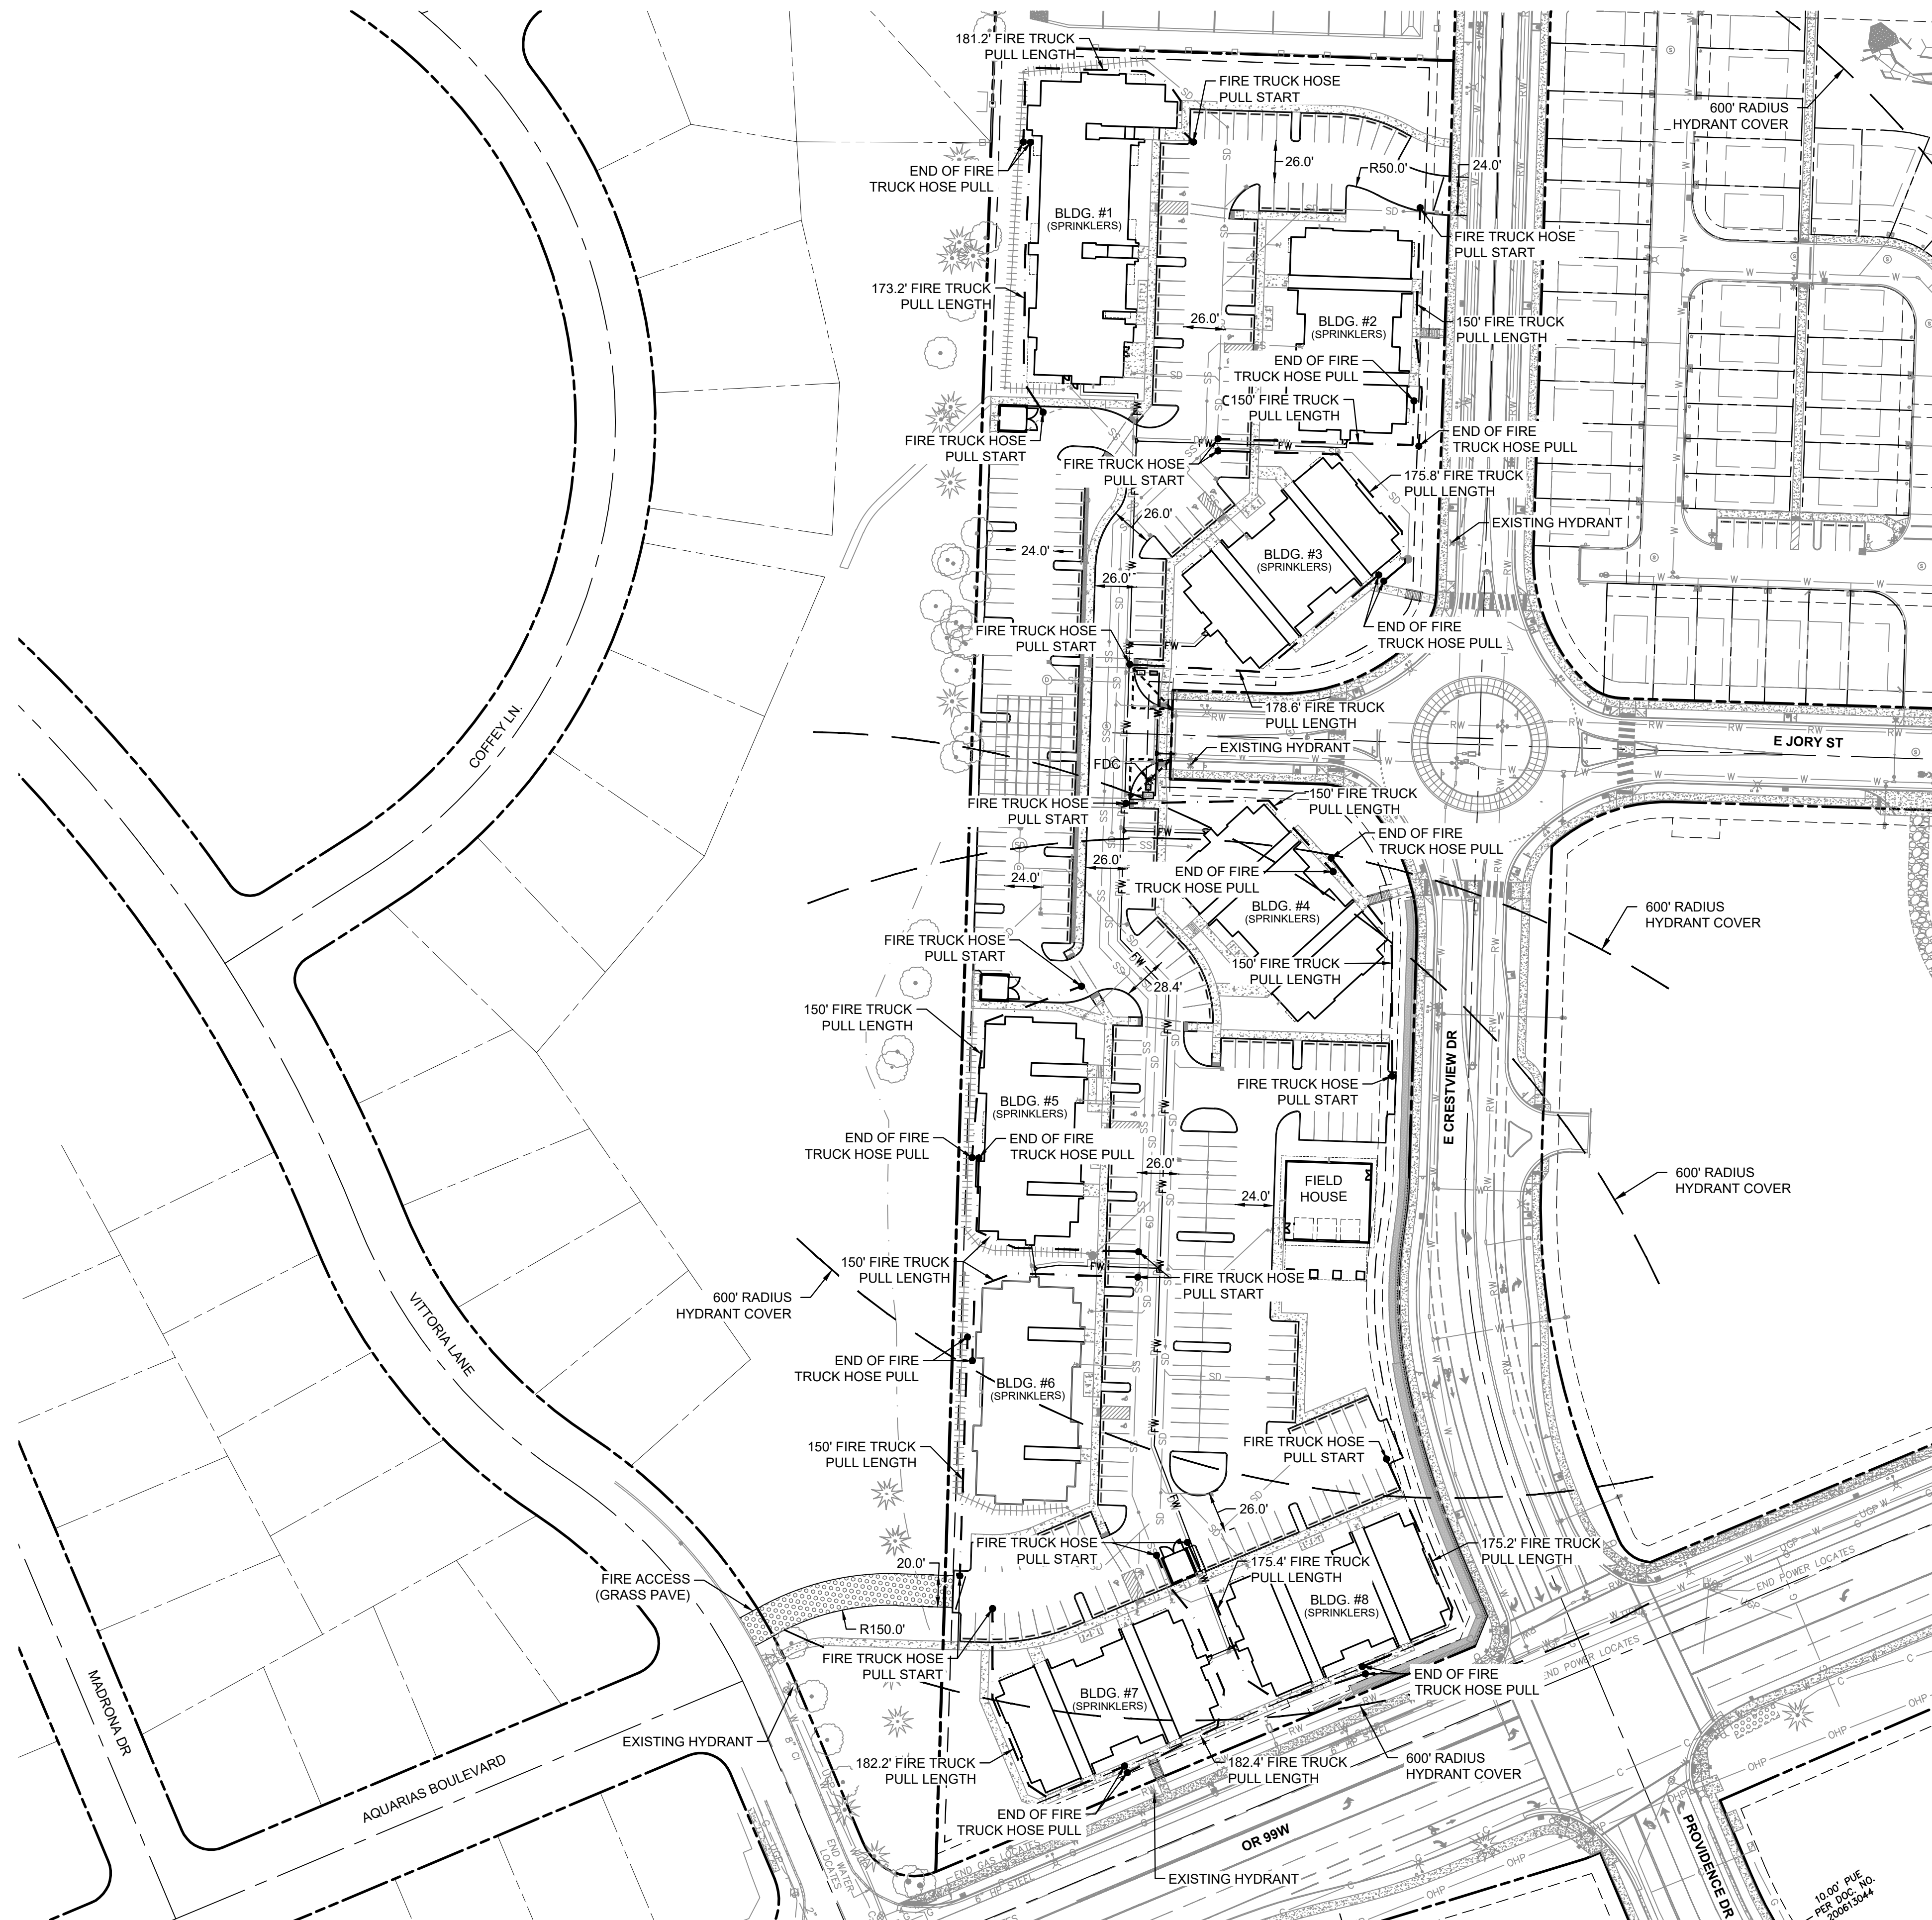 181.2' FIRE TRUCK
PULL LENGTH
FIRE TRUCK HOSE
PULL START
600' RADIUS
HYDRANT COVER
END OF FIRE
TRUCK HOSE PULL
26.0'
R50.0'
24.0'
BLDG. #1
(SPRINKLERS)
FIRE TRUCK HOSE
PULL START
173.2' FIRE TRUCK
PULL LENGTH
26.0'
BLDG. #2
(SPRINKLERS)
150' FIRE TRUCK
PULL LENGTH
END OF FIRE
TRUCK HOSE PULL
150' FIRE TRUCK
PULL LENGTH
FIRE TRUCK HOSE
PULL START
END OF FIRE
TRUCK HOSE PULL
FIRE TRUCK HOSE
PULL START
175.8' FIRE TRUCK
PULL LENGTH
26.0'
EXISTING HYDRANT
24.0'
BLDG. #3
(SPRINKLERS)
26.0'
FIRE TRUCK HOSE
PULL START
END OF FIRE
TRUCK HOSE PULL
COFFEY LN.
178.6' FIRE TRUCK
PULL LENGTH
EXISTING HYDRANT
E JORY ST
FDC
FIRE TRUCK HOSE
PULL START
150' FIRE TRUCK
PULL LENGTH
END OF FIRE
TRUCK HOSE PULL
26.0'
24.0'
END OF FIRE
TRUCK HOSE PULL
BLDG. #4
(SPRINKLERS)
600' RADIUS
HYDRANT COVER
FIRE TRUCK HOSE
PULL START
150' FIRE TRUCK
PULL LENGTH
28.4'
150' FIRE TRUCK
PULL LENGTH
E CRESTVIEW DR
FIRE TRUCK HOSE
PULL START
BLDG. #5
(SPRINKLERS)
END OF FIRE
TRUCK HOSE PULL
END OF FIRE
TRUCK HOSE PULL
26.0'
24.0'
FIELD
HOUSE
600' RADIUS
HYDRANT COVER
150' FIRE TRUCK
PULL LENGTH
FIRE TRUCK HOSE
PULL START
600' RADIUS
HYDRANT COVER
VITTORIA LANE
END OF FIRE
TRUCK HOSE PULL
BLDG. #6
(SPRINKLERS)
150' FIRE TRUCK
PULL LENGTH
FIRE TRUCK HOSE
PULL START
26.0'
FIRE TRUCK HOSE
PULL START
175.2' FIRE TRUCK
PULL LENGTH
20.0'
175.4' FIRE TRUCK
PULL LENGTH
FIRE ACCESS
(GRASS PAVE)
BLDG. #8
(SPRINKLERS)
R150.0'
FIRE TRUCK HOSE
PULL START
END POWER LOCATES
END POWER LOCATES
END OF FIRE
TRUCK HOSE PULL
BLDG. #7
(SPRINKLERS)
MADRONA DR
EXISTING HYDRANT
AQUARIAS BOULEVARD
182.2' FIRE TRUCK
PULL LENGTH
182.4' FIRE TRUCK
PULL LENGTH
600' RADIUS
HYDRANT COVER
END OF FIRE
TRUCK HOSE PULL
OR 99W
PROVIDENCE DR
END WATER
LOCATES
END GAS LOCATES
6" HP STEEL
EXISTING HYDRANT
10.00' PUE
PER DOC. NO.
200613044